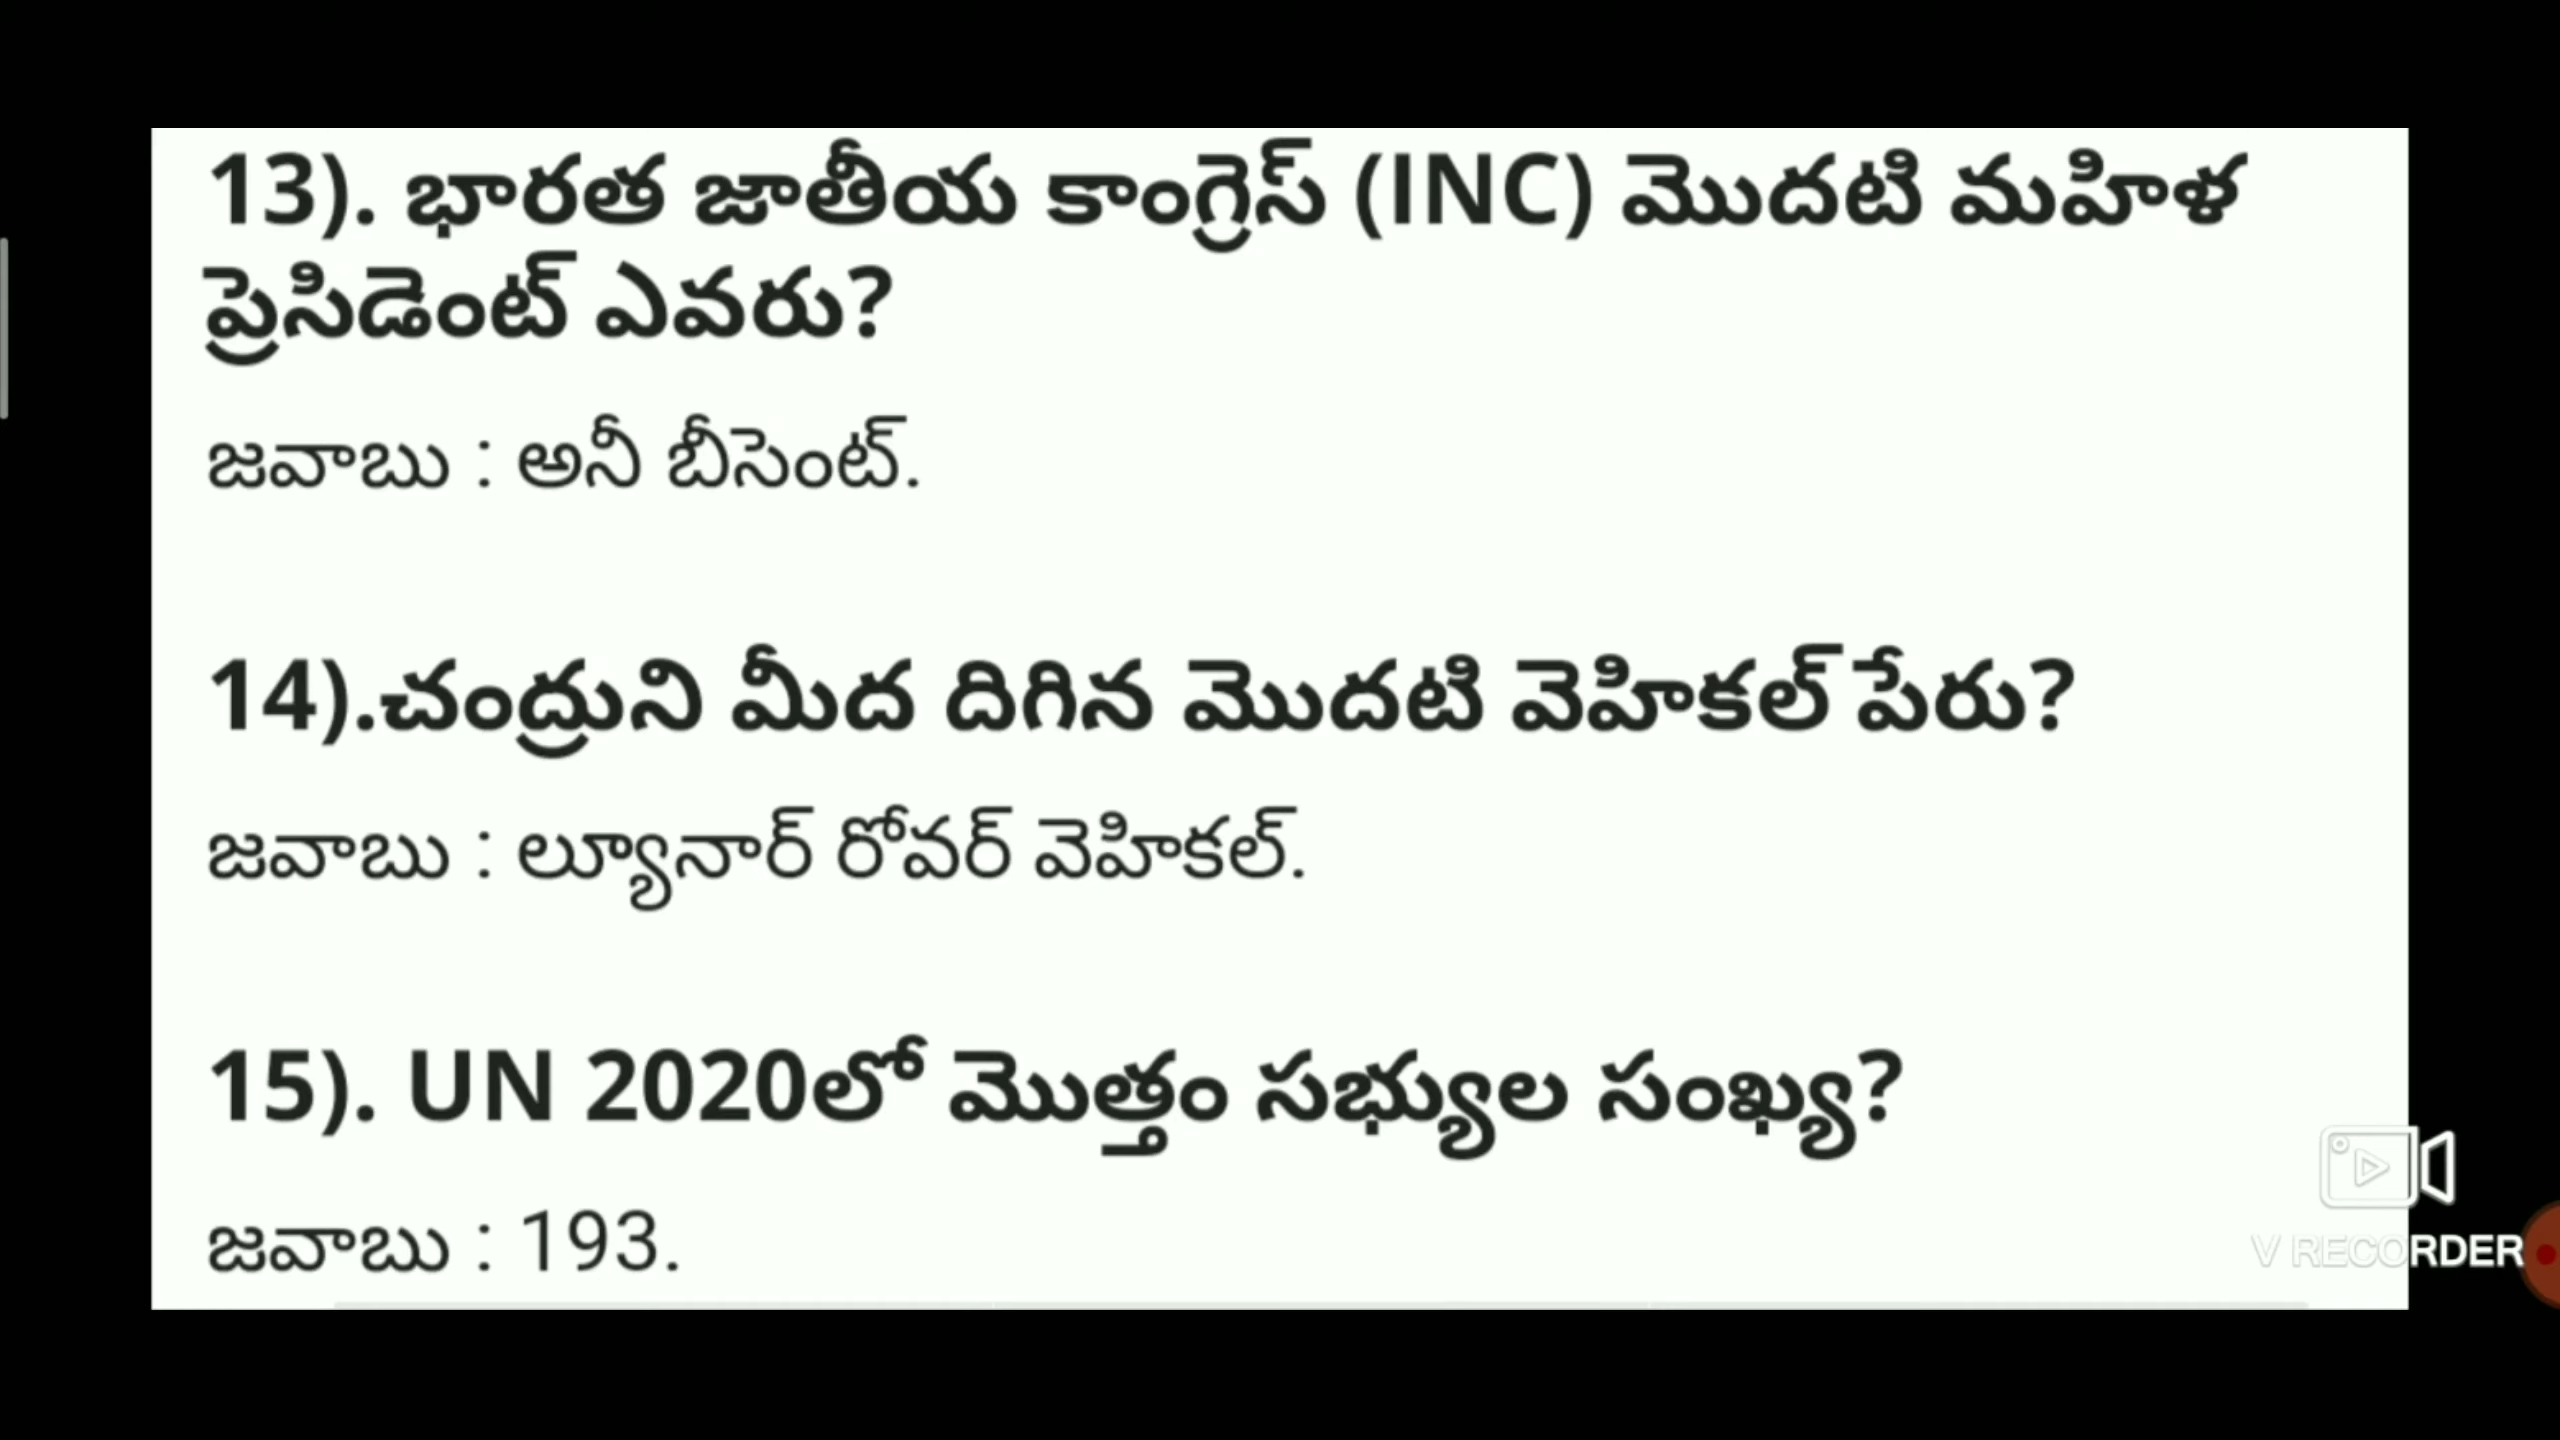 13). భారత జాతీయ కాంగ్రెస్ (INC) మొదటి మహిళ
ప్రెసిడెంట్ ఎవరు?
జవాబు : అనీ బీసెంట్.
14).చంద్రుని మీద దిగిన మొదటి వెహికల్ పేరు?
జవాబు : ల్యూనార్ రోవర్ వెహికల్.
15). UN 2020లో మొత్తం సభ్యుల సంఖ్య?
జవాబు : 193.
V RECORDER